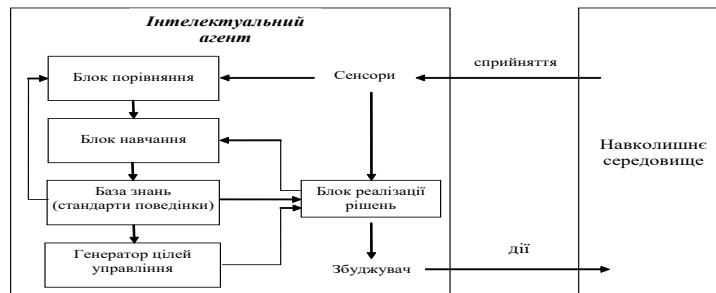 Інтелектуальний
агент
Блок порівняння
Сенсори
сприйняття
Блок навчання
Навколишнє
середовище
База знань
(стандарти поведінки)
Блок реалізації
рішень
Генератор цілей
управління
Збуджувач
дії